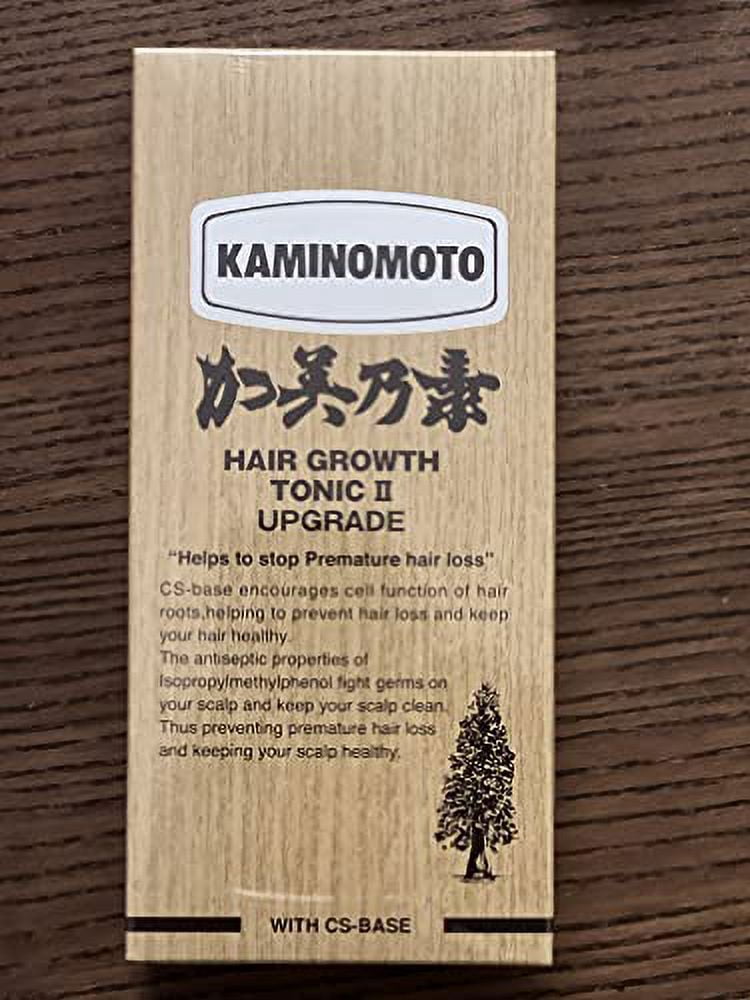 KAMINOMOTO
加美乃素
HAIR GROWTH
TONIC II
UPGRADE
"Helps to stop Premature hair loss"
CS-base encourages cell function of hair
roots,helping to prevent hair loss and keep
your hair healthy.
The antiseptic properties of
Isopropylmethylphenol fight germs on
your scalp and keep your scalp clean.
Thus preventing premature hair loss
and keeping your scalp healthy.
WITH CS-BASE